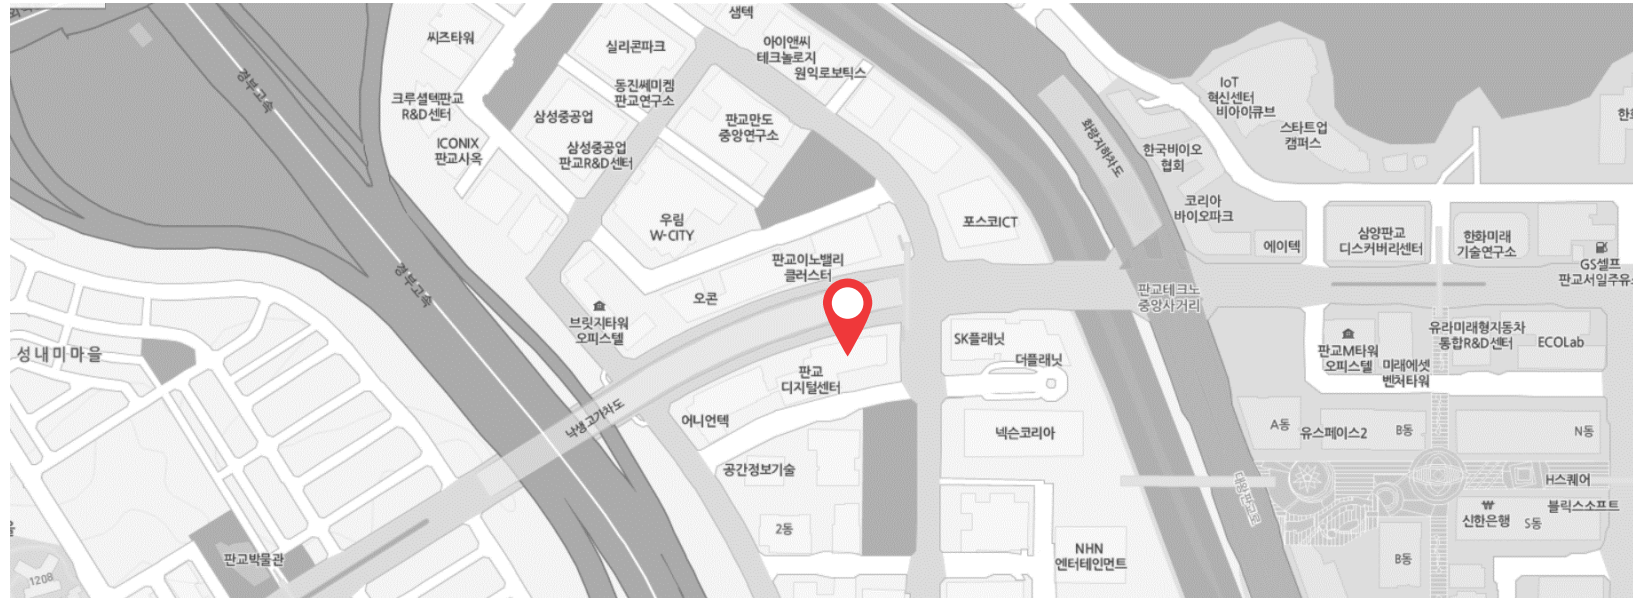 샘텍
씨즈타워
실리콘파크
아이앤씨
테크놀로지
원익로보틱스
경부고속
동진쎄미켐
판교연구소
크루셜텍판교
R&D센터
삼성중공업
판교만도
중앙연구소
IoT
혁신센터
비아이큐브
스타트업
캠퍼스
ICONIX
판교사옥
삼성중공업
판교R&D센터
화랑지하차도
한국바이오
협회
코리아
바이오파크
우림
W-CITY
포스코ICT
에이텍
삼양판교
디스커버리센터
한화미래
기술연구소
판교이노밸리
클러스터
경부고속
GS셀프
판교서일주유소
오콘
판교테크노
중앙사거리
브릿지타워
오피스텔
SK플래닛
더플래닛
유라미래형지동차
통합R&D센터
ECOLab
판교M타워
오피스텔
미래에셋
벤처타워
성내미마을
판교
디지털센터
낙생고가차도
어니언텍
넥슨코리아
A동
유스페이스2
B동
N동
공간정보기술
대왕판교로
H스퀘어
블릭스소프트
신한은행
S동
2동
판교박물관
NHN
엔터테인먼트
B동
1208